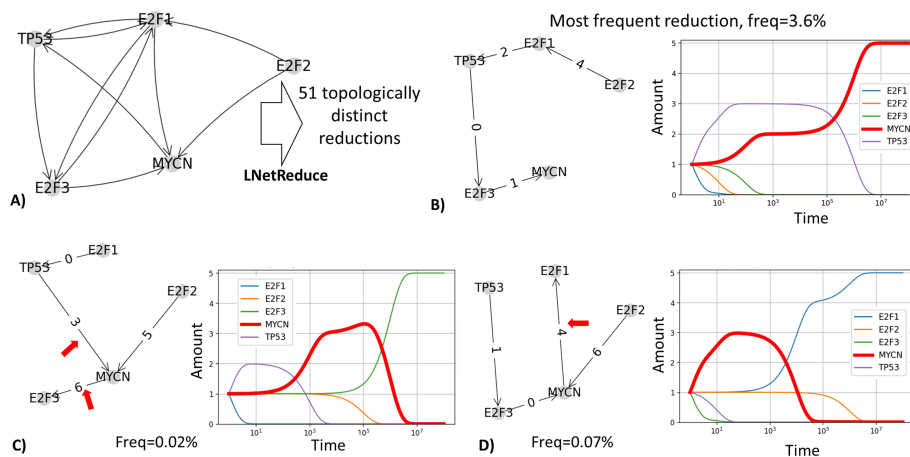 E2F1
TP53
E2F2
51 topologically
distinct
reductions
MYCN
LNetReduce
E2F3
A)
Most frequent reduction, freq=3.6%
E2F1
2
TP53
4
E2F2
0
MYCN
1
E2F3
B)
Amount
5
4
3
2
1
0
E2F1
E2F2
E2F3
MYCN
TP53
10¹ 10³ 10⁵ 10⁷
Time
E2F1
0
TP53
E2F2
3
5
MYCN
6
E2F3
C)
Freq=0.02%
Amount
5
4
3
2
1
0
E2F1
E2F2
E2F3
MYCN
TP53
10¹ 10³ 10⁵ 10⁷
Time
E2F1
TP53
E2F2
4
1
6
MYCN
0
E2F3
D)
Freq=0.07%
Amount
5
4
3
2
1
0
E2F1
E2F2
E2F3
MYCN
TP53
10¹ 10³ 10⁵ 10⁷
Time